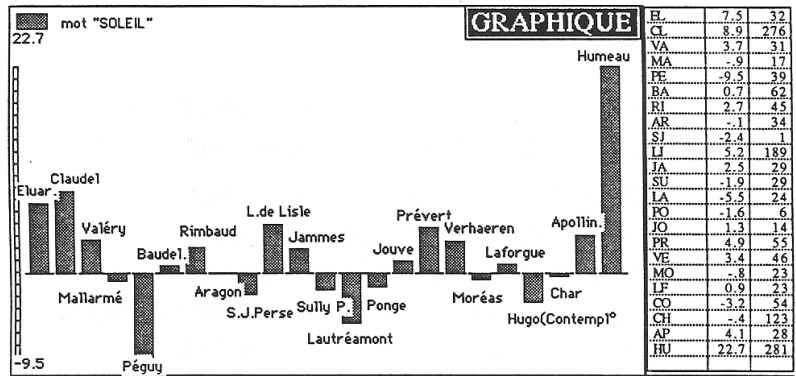 mot "SOLEIL"
GRAPHIQUE
22.7
Humeau
Claudel
Eluar.
Valéry
Baudel.
Rimbaud
L.de Lisle
Jammes
Jouve
Prévert
Verhaeren
Laforgue
Apollin.
Mallarmé
Péguy
Aragon
S.J.Perse
Sully P.
Lautréamont
Ponge
Moréas
Hugo(Contempl°
Char
-9.5
EL 7.5 32
CL 8.9 276
VA 3.7 31
MA -.9 17
PE -9.5 39
BA 0.7 62
RI 2.7 45
AR -.1 34
SJ -2.4 1
LI 5.2 189
JA 2.5 29
SU -1.9 29
LA -5.5 24
PO -1.6 6
JO 1.3 14
PR 4.9 55
VE 3.4 46
MO -.8 23
LF 0.9 23
CO -3.2 54
CH -.4 123
AP 4.1 28
HU 22.7 281